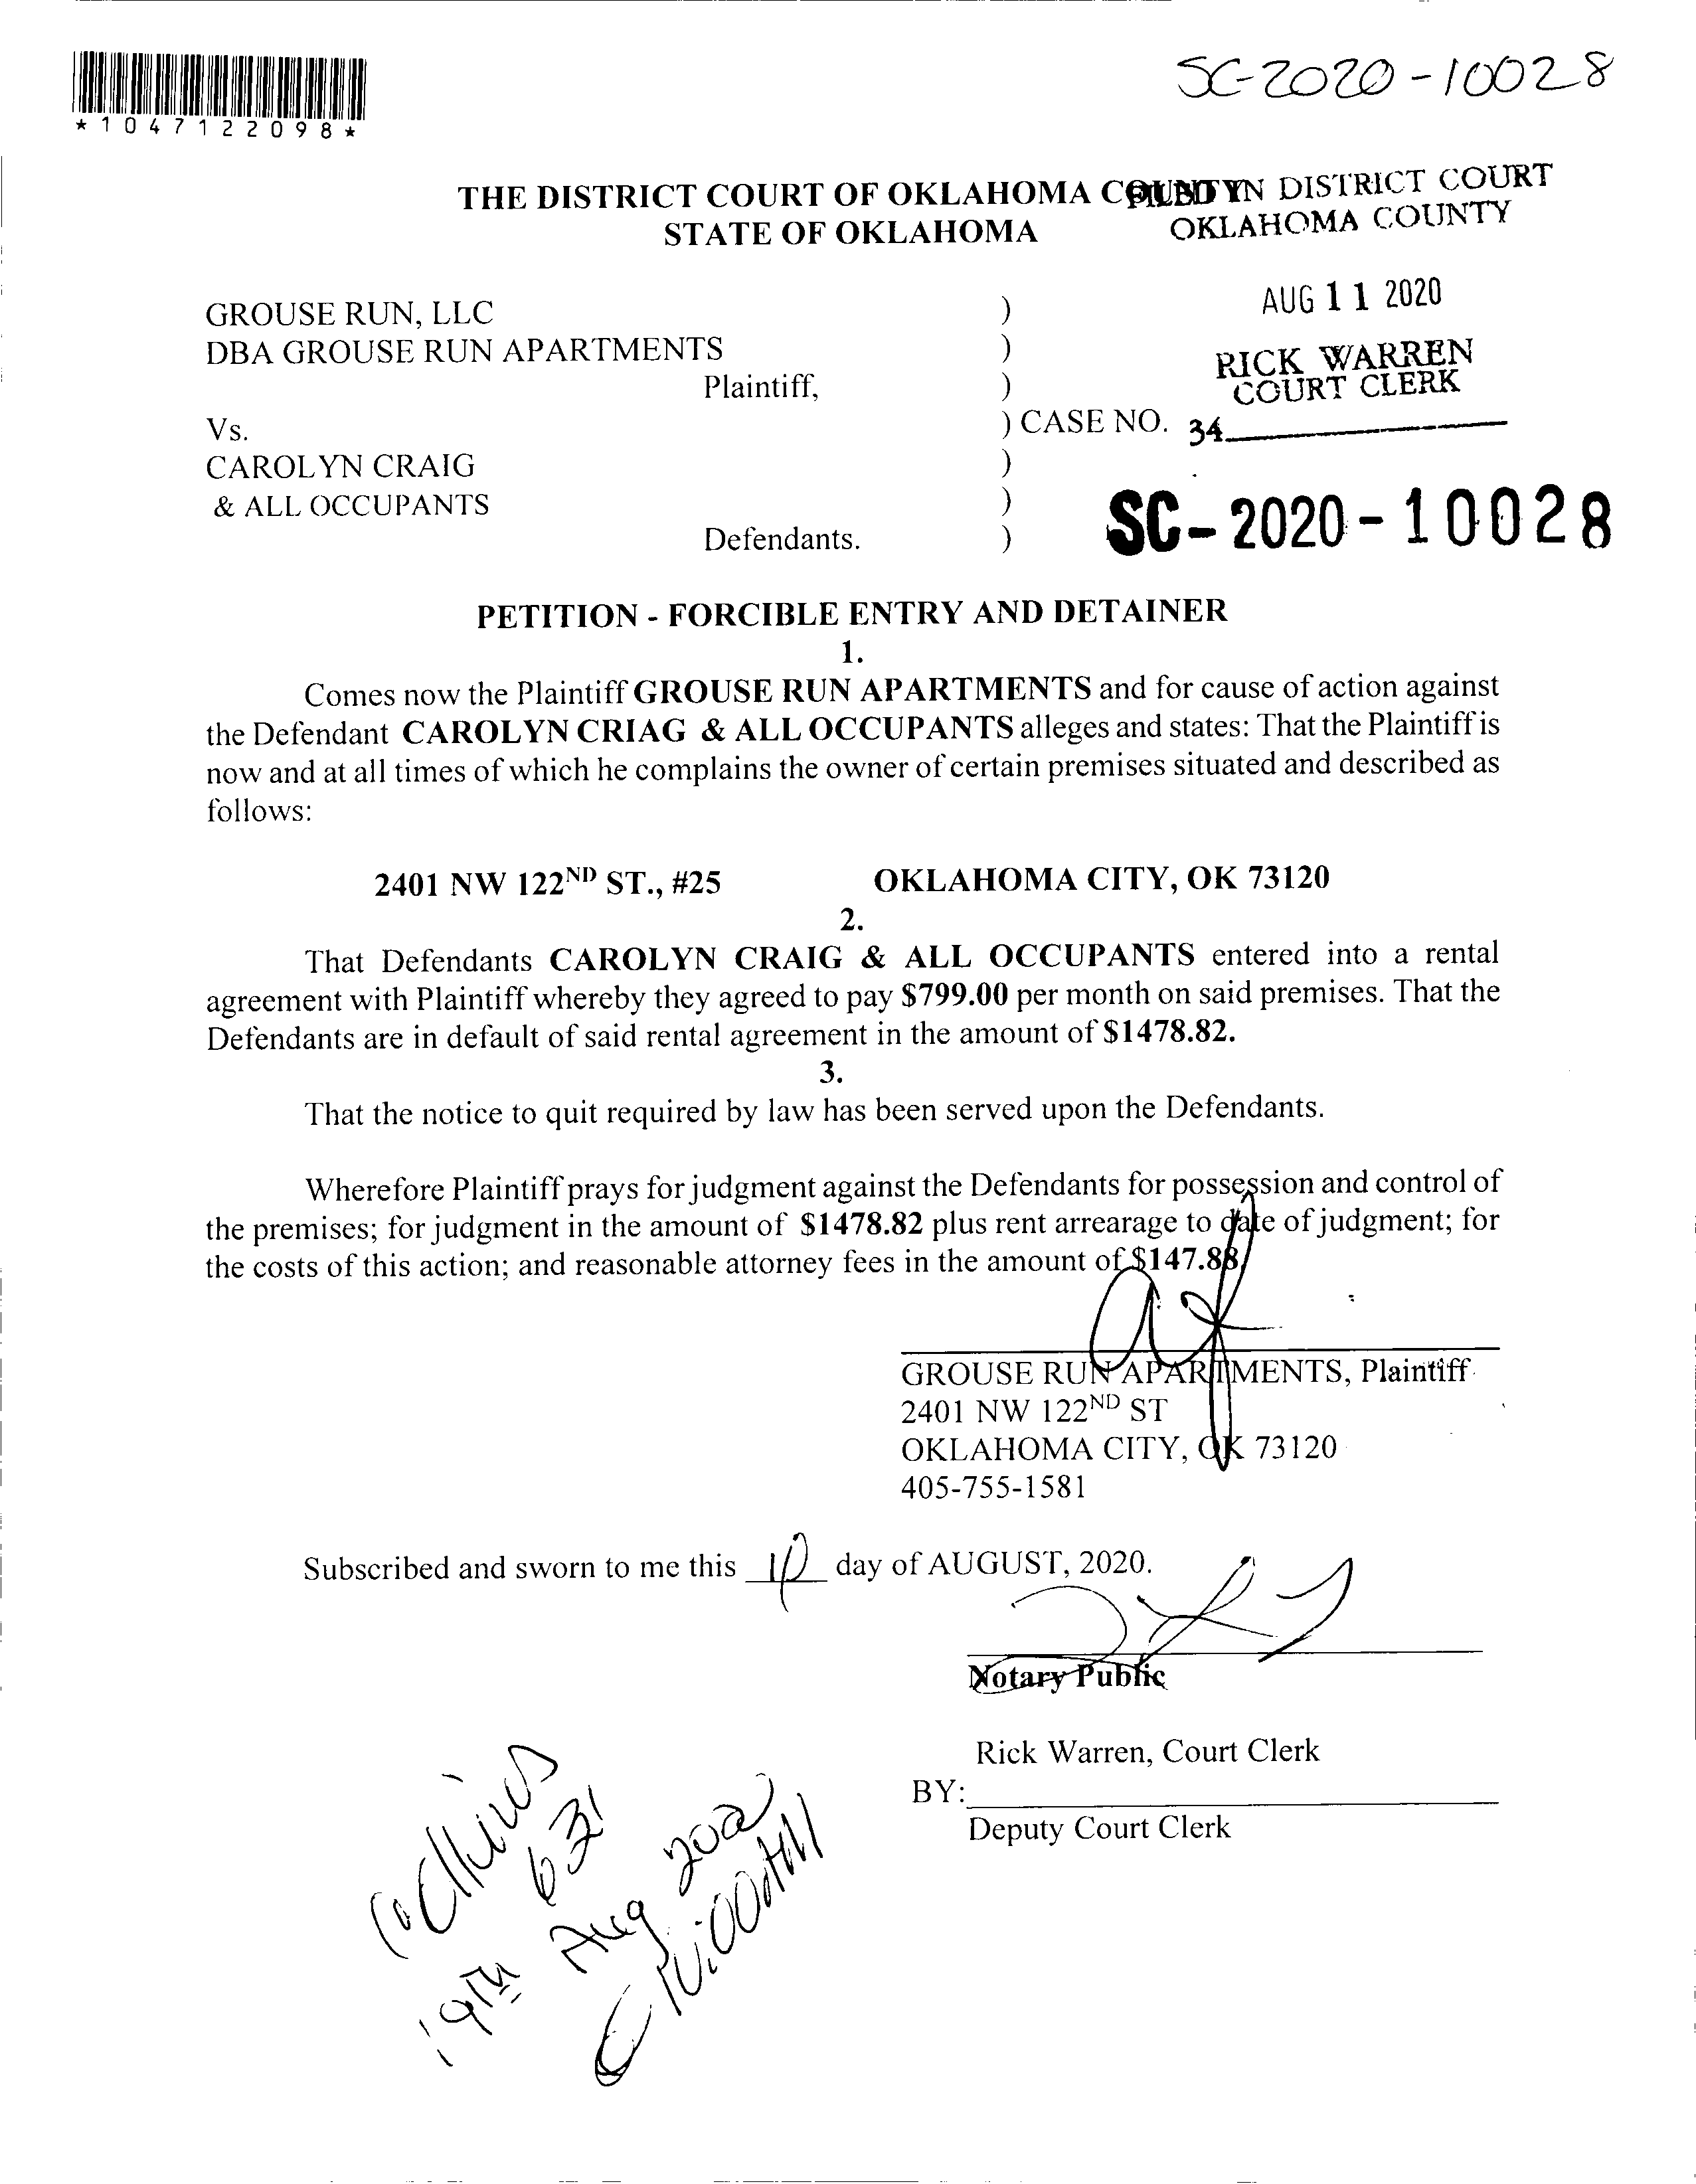 SC-2020-10028
*1047122098*
THE DISTRICT COURT OF OKLAHOMA COUNTY
STATE OF OKLAHOMA
FILED IN DISTRICT COURT
OKLAHOMA COUNTY
AUG 11 2020
RICK WARREN
COURT CLERK
34
GROUSE RUN, LLC )
DBA GROUSE RUN APARTMENTS )
Plaintiff, )
Vs. ) CASE NO.
CAROLYN CRAIG )
& ALL OCCUPANTS )
Defendants. )
SC-2020-10028
PETITION - FORCIBLE ENTRY AND DETAINER
1.
Comes now the Plaintiff GROUSE RUN APARTMENTS and for cause of action against
the Defendant CAROLYN CRIAG & ALL OCCUPANTS alleges and states: That the Plaintiff is
now and at all times of which he complains the owner of certain premises situated and described as
follows:
2401 NW 122ND ST., #25 OKLAHOMA CITY, OK 73120
2.
That Defendants CAROLYN CRAIG & ALL OCCUPANTS entered into a rental
agreement with Plaintiff whereby they agreed to pay $799.00 per month on said premises. That the
Defendants are in default of said rental agreement in the amount of $1478.82.
3.
That the notice to quit required by law has been served upon the Defendants.
Wherefore Plaintiff prays for judgment against the Defendants for possession and control of
the premises; for judgment in the amount of $1478.82 plus rent arrearage to date of judgment; for
the costs of this action; and reasonable attorney fees in the amount of $147.88
GROUSE RUN APARTMENTS, Plaintiff
2401 NW 122ND ST
OKLAHOMA CITY, OK 73120
405-755-1581
Subscribed and sworn to me this day of AUGUST, 2020.
Notary Public
Rick Warren, Court Clerk
BY:
Deputy Court Clerk
Collins
631
19TH Aug